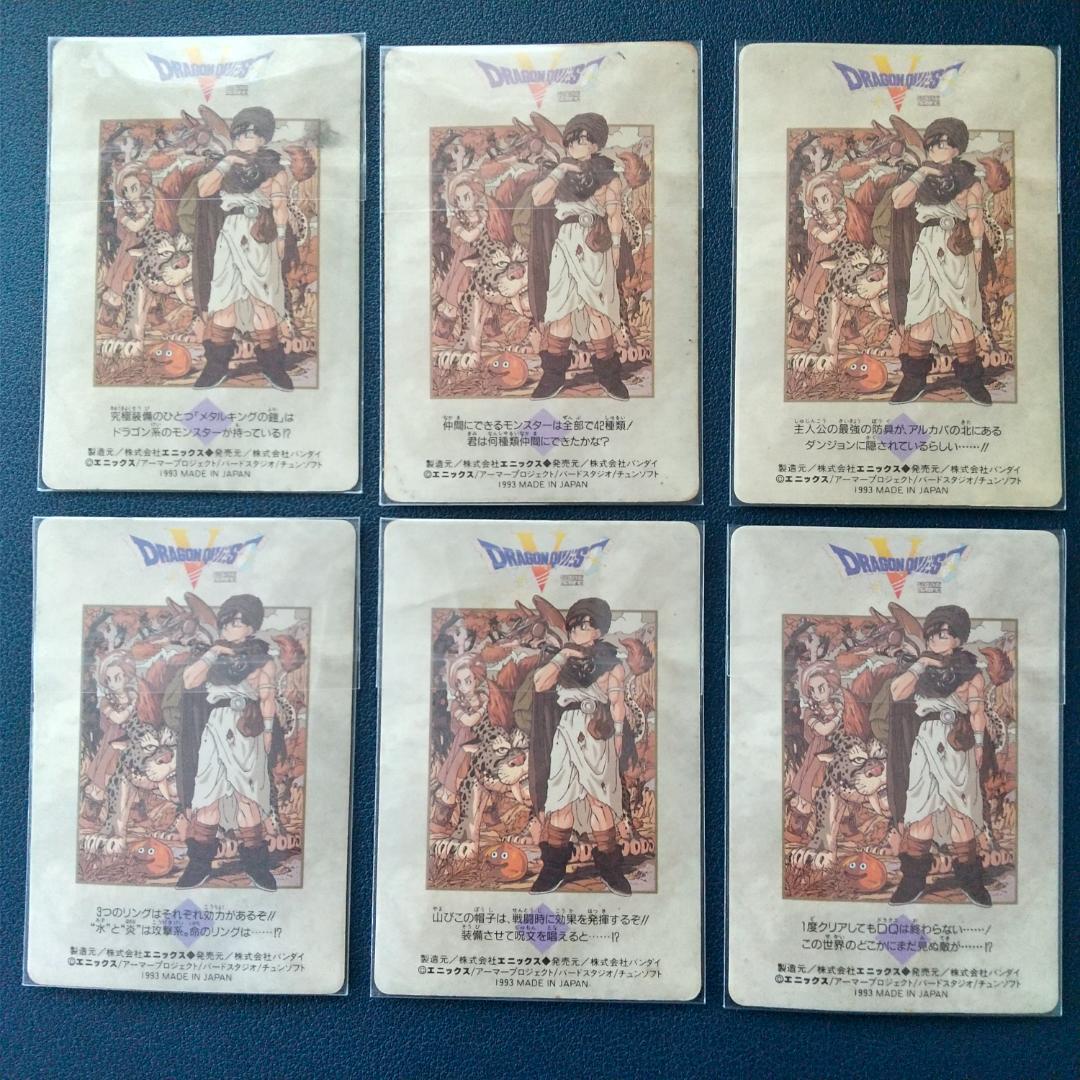 DRAGON QUEST V
究極装備のひとつ「メタルキングの鎧」は
ドラゴン系のモンスターが持っている!?
製造元／株式会社エニックス◆発売元／株式会社バンダイ
©エニックス/アーマープロジェクト/バードスタジオ/チュンソフト
1993 MADE IN JAPAN
DRAGON QUEST V
仲間にできるモンスターは全部で42種類！
君は何種類仲間にできたかな？
製造元／株式会社エニックス◆発売元／株式会社バンダイ
©エニックス/アーマープロジェクト/バードスタジオ/チュンソフト
1993 MADE IN JAPAN
DRAGON QUEST V
主人公の最強の防具が、アルカパの北にある
ダンジョンに隠されているらしい……!!
製造元／株式会社エニックス◆発売元／株式会社バンダイ
©エニックス/アーマープロジェクト/バードスタジオ/チュンソフト
1993 MADE IN JAPAN
DRAGON QUEST V
3つのリングはそれぞれ効力があるぞ!!
“水”と“炎”は攻撃系。命のリングは……!?
製造元／株式会社エニックス◆発売元／株式会社バンダイ
©エニックス/アーマープロジェクト/バードスタジオ/チュンソフト
1993 MADE IN JAPAN
DRAGON QUEST V
山びこの帽子は、戦闘時に効果を発揮するぞ!!
装備させて呪文を唱えると……!?
製造元／株式会社エニックス◆発売元／株式会社バンダイ
©エニックス/アーマープロジェクト/バードスタジオ/チュンソフト
1993 MADE IN JAPAN
DRAGON QUEST V
1度クリアしてもDQは終わらない……！
この世界のどこかにまだ見ぬ敵が……!?
製造元／株式会社エニックス◆発売元／株式会社バンダイ
©エニックス/アーマープロジェクト/バードスタジオ/チュンソフト
1993 MADE IN JAPAN